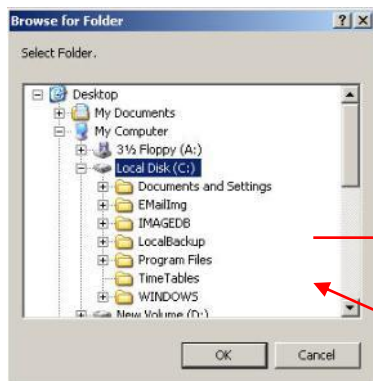 Browse for Folder
Select Folder.
Desktop
My Documents
My Computer
3½ Floppy (A:)
Local Disk (C:)
Documents and Settings
EMailImg
IMAGEDB
LocalBackup
Program Files
TimeTables
WINDOWS
New Volume (D:)
OK Cancel